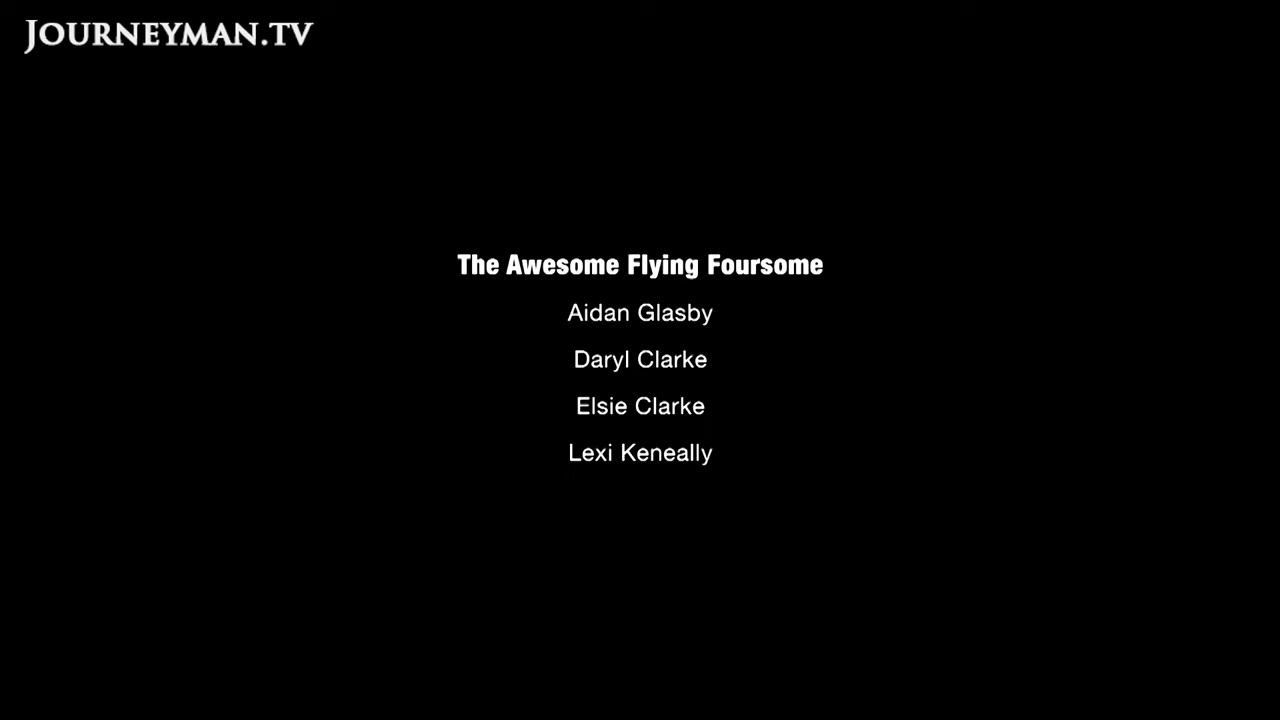 JOURNEYMAN.TV
The Awesome Flying Foursome
Aidan Glasby
Daryl Clarke
Elsie Clarke
Lexi Keneally